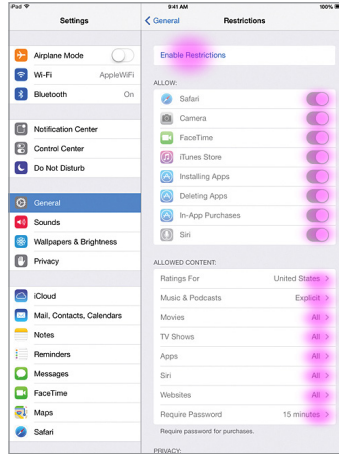 iPad
9:41 AM
100%
Settings
General
Restrictions
Airplane Mode
Wi-Fi
AppleWiFi
Bluetooth
On
Notification Center
Control Center
Do Not Disturb
General
Sounds
Wallpapers & Brightness
Privacy
iCloud
Mail, Contacts, Calendars
Notes
Reminders
Messages
FaceTime
Maps
Safari
Enable Restrictions
ALLOW:
Safari
Camera
FaceTime
iTunes Store
Installing Apps
Deleting Apps
In-App Purchases
Siri
ALLOWED CONTENT:
Ratings For
United States
Music & Podcasts
Explicit
Movies
All
TV Shows
All
Apps
All
Siri
All
Websites
All
Require Password
15 minutes
Require password for purchases.
PRIVACY: